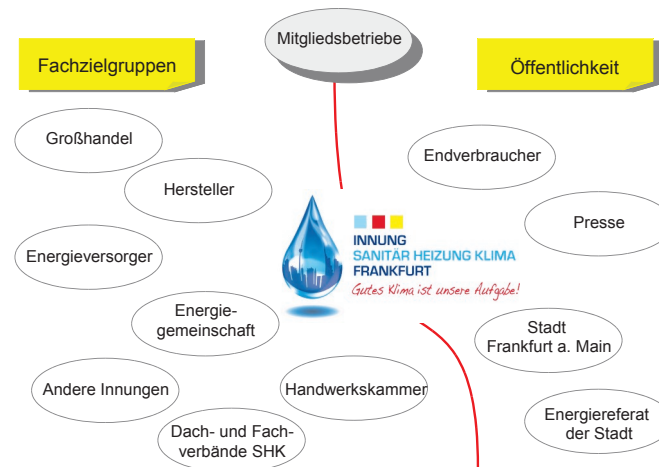 Mitgliedsbetriebe
Fachzielgruppen
Öffentlichkeit
Großhandel
Endverbraucher
Hersteller
Presse
INNUNG
SANITÄR HEIZUNG KLIMA
FRANKFURT
Gutes Klima ist unsere Aufgabe!
Energieversorger
Energie-
gemeinschaft
Stadt
Frankfurt a. Main
Andere Innungen
Handwerkskammer
Energiereferat
der Stadt
Dach- und Fach-
verbände SHK